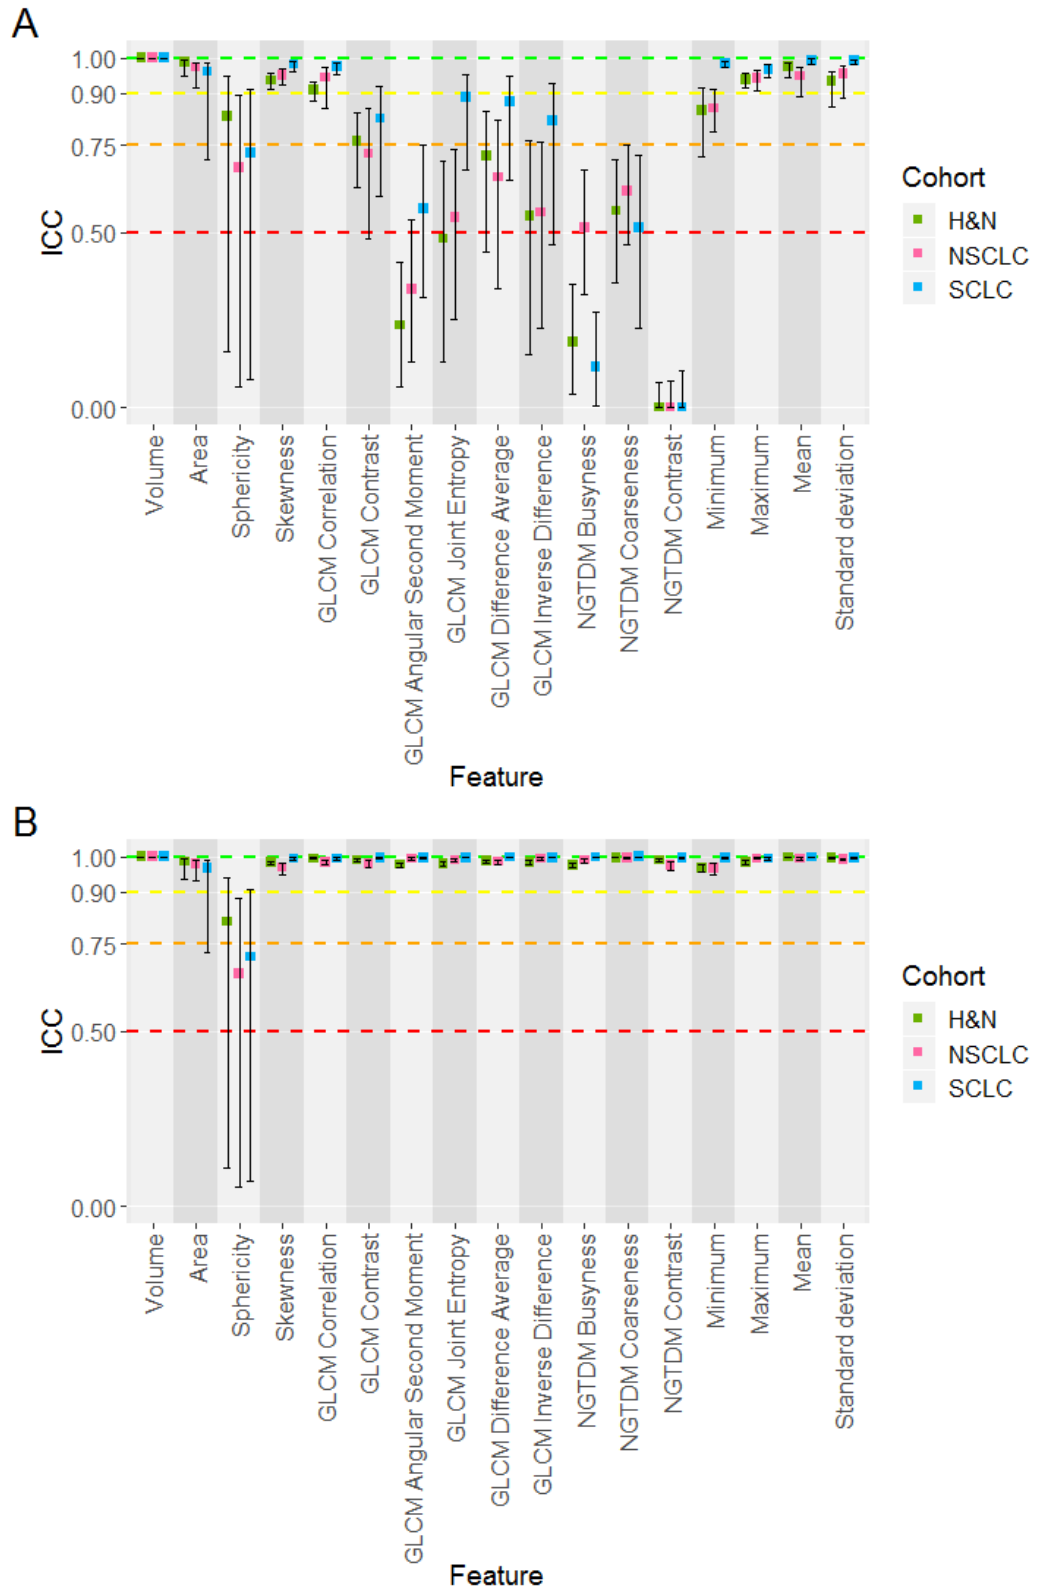 A
1.00
0.90
0.75
0.50
0.00
ICC
Volume
Area
Sphericity
Skewness
GLCM Correlation
GLCM Contrast
GLCM Angular Second Moment
GLCM Joint Entropy
GLCM Difference Average
GLCM Inverse Difference
NGTDM Busyness
NGTDM Coarseness
NGTDM Contrast
Minimum
Maximum
Mean
Standard deviation
Feature
Cohort
H&N
NSCLC
SCLC
B
1.00
0.90
0.75
0.50
0.00
ICC
Volume
Area
Sphericity
Skewness
GLCM Correlation
GLCM Contrast
GLCM Angular Second Moment
GLCM Joint Entropy
GLCM Difference Average
GLCM Inverse Difference
NGTDM Busyness
NGTDM Coarseness
NGTDM Contrast
Minimum
Maximum
Mean
Standard deviation
Feature
Cohort
H&N
NSCLC
SCLC